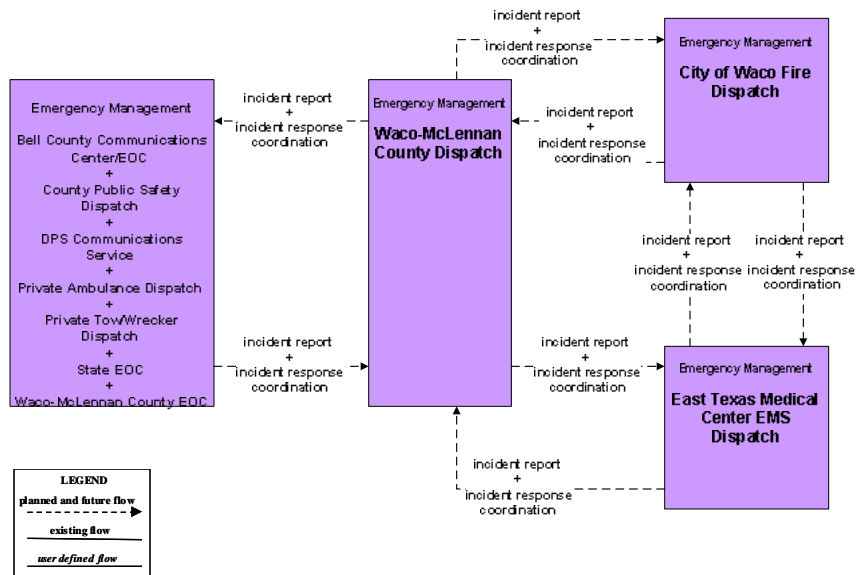 Emergency Management
Bell County Communications
Center/EOC
+
County Public Safety
Dispatch
+
DPS Communications
Service
+
Private Ambulance Dispatch
+
Private Tow/Wrecker
Dispatch
+
State EOC
+
Waco-McLennan County EOC
incident report
+
incident response
coordination
incident report
+
incident response
coordination
Emergency Management
Waco-McLennan
County Dispatch
incident report
+
incident response
coordination
incident report
+
incident response
coordination
Emergency Management
City of Waco Fire
Dispatch
incident report
+
incident response
coordination
incident report
+
incident response
coordination
incident report
+
incident response
coordination
incident report
+
incident response
coordination
Emergency Management
East Texas Medical
Center EMS
Dispatch
LEGEND
planned and future flow
existing flow
user defined flow